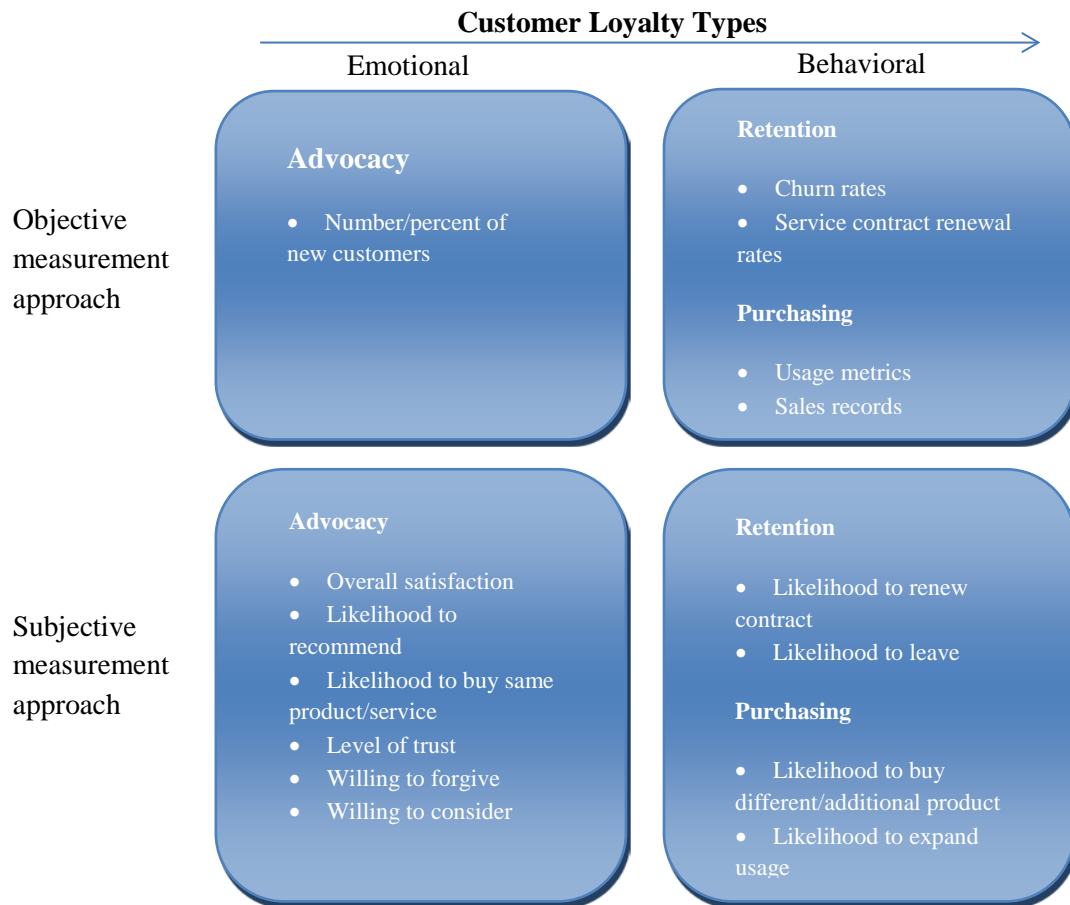 Customer Loyalty Types
Emotional
Behavioral
Objective
measurement
approach
Advocacy
• Number/percent of
new customers
Retention
• Churn rates
• Service contract renewal
rates
Purchasing
• Usage metrics
• Sales records
Subjective
measurement
approach
Advocacy
• Overall satisfaction
• Likelihood to
recommend
• Likelihood to buy same
product/service
• Level of trust
• Willing to forgive
• Willing to consider
Retention
• Likelihood to renew
contract
• Likelihood to leave
Purchasing
• Likelihood to buy
different/additional product
• Likelihood to expand
usage